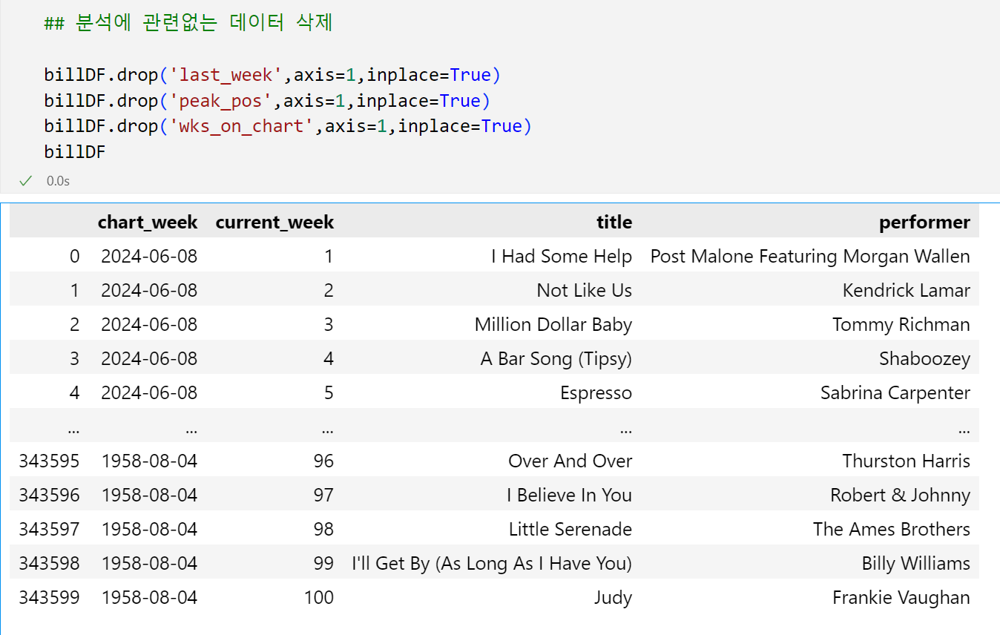 ## 분석에 관련없는 데이터 삭제
billDF.drop('last_week',axis=1,inplace=True)
billDF.drop('peak_pos',axis=1,inplace=True)
billDF.drop('wks_on_chart',axis=1,inplace=True)
billDF
✓ 0.0s
chart_week current_week title performer
0 2024-06-08 1 I Had Some Help Post Malone Featuring Morgan Wallen
1 2024-06-08 2 Not Like Us Kendrick Lamar
2 2024-06-08 3 Million Dollar Baby Tommy Richman
3 2024-06-08 4 A Bar Song (Tipsy) Shaboozey
4 2024-06-08 5 Espresso Sabrina Carpenter
... ... ... ... ...
343595 1958-08-04 96 Over And Over Thurston Harris
343596 1958-08-04 97 I Believe In You Robert & Johnny
343597 1958-08-04 98 Little Serenade The Ames Brothers
343598 1958-08-04 99 I'll Get By (As Long As I Have You) Billy Williams
343599 1958-08-04 100 Judy Frankie Vaughan